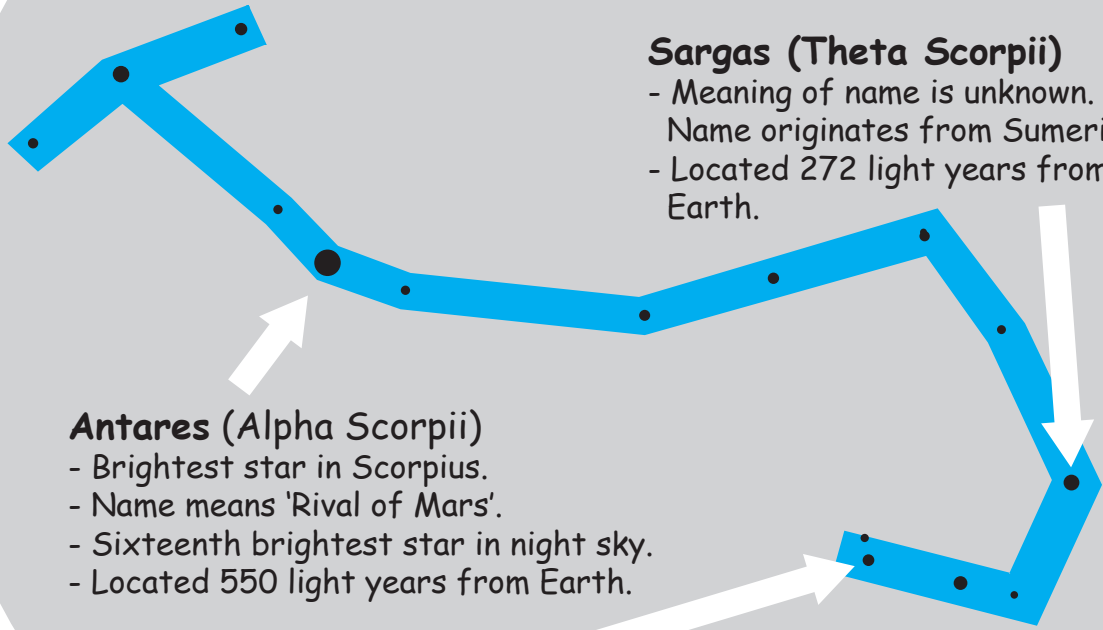 Sargas (Theta Scorpii)
- Meaning of name is unknown.
Name originates from Sumeri
- Located 272 light years from
Earth.
Antares (Alpha Scorpii)
- Brightest star in Scorpius.
- Name means ‘Rival of Mars’.
- Sixteenth brightest star in night sky.
- Located 550 light years from Earth.